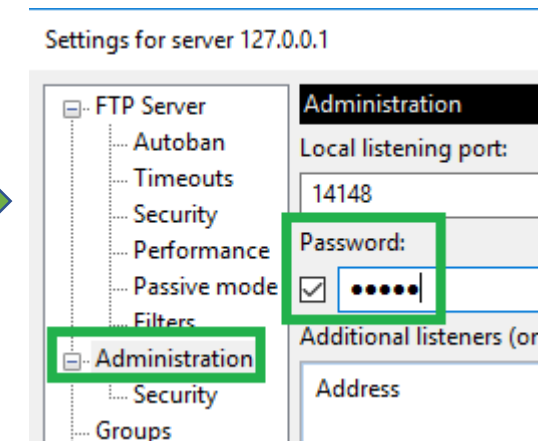 Settings for server 127.0.0.1
FTP Server
Autoban
Timeouts
Security
Performance
Passive mode
Filters
Administration
Security
Groups
Administration
Local listening port:
14148
Password:
●●●●●
Additional listeners (or
Address